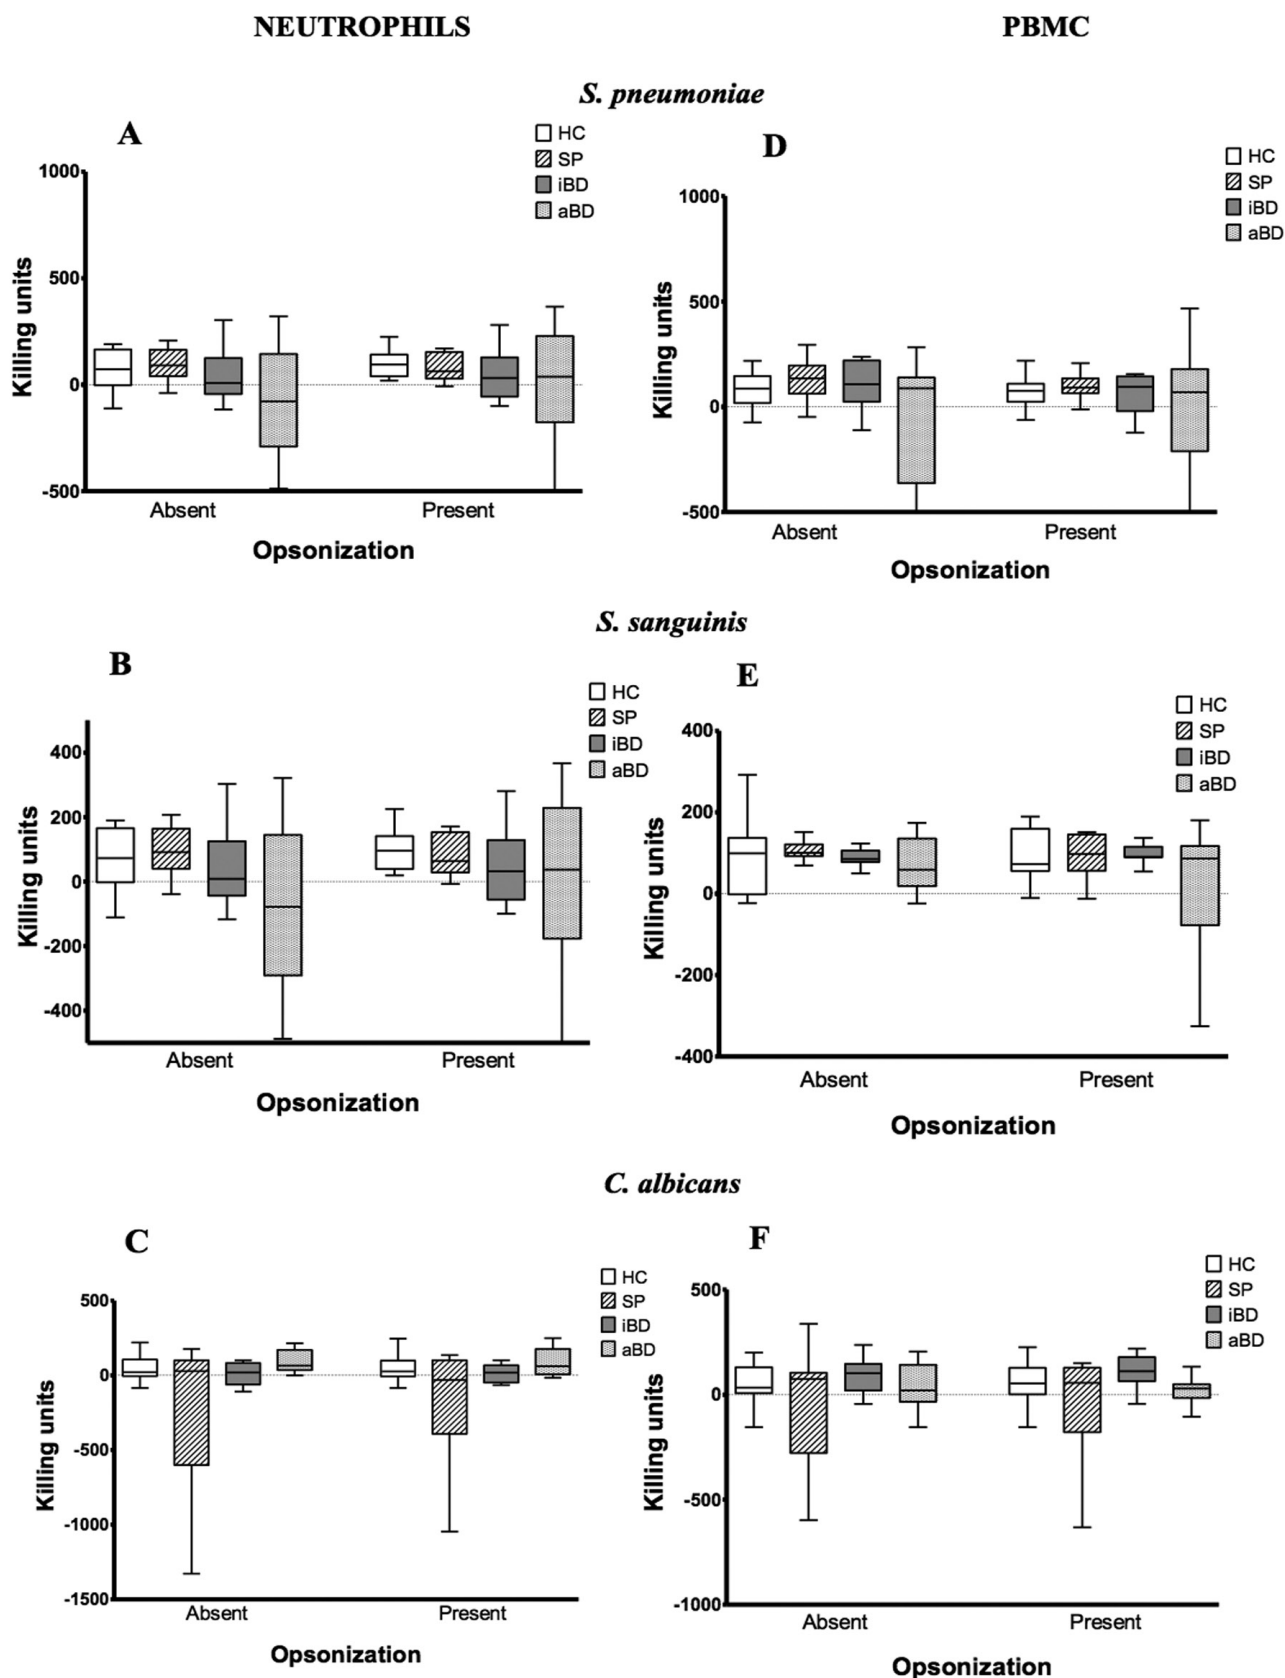 NEUTROPHILS
PBMC
S. pneumoniae
A
HC
SP
iBD
aBD
1000
500
0
-500
Killing units
Absent
Present
Opsonization
D
HC
SP
iBD
aBD
1000
500
0
-500
Killing units
Absent
Present
Opsonization
S. sanguinis
B
HC
SP
iBD
aBD
400
200
0
-200
-400
Killing units
Absent
Present
Opsonization
E
HC
SP
iBD
aBD
400
200
0
-200
-400
Killing units
Absent
Present
Opsonization
C. albicans
C
HC
SP
iBD
aBD
500
0
-500
-1000
-1500
Killing units
Absent
Present
Opsonization
F
HC
SP
iBD
aBD
500
0
-500
-1000
Killing units
Absent
Present
Opsonization